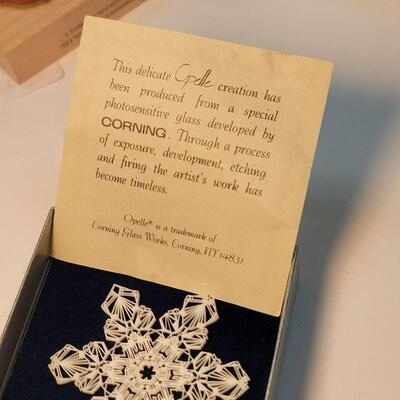 This delicate Opelle creation has
been produced from a special
photosensitive glass developed by
CORNING. Through a process
of exposure, development, etching
and firing the artist's work has
become timeless.
Opelle® is a trademark of
Corning Glass Works, Corning, NY 14831.